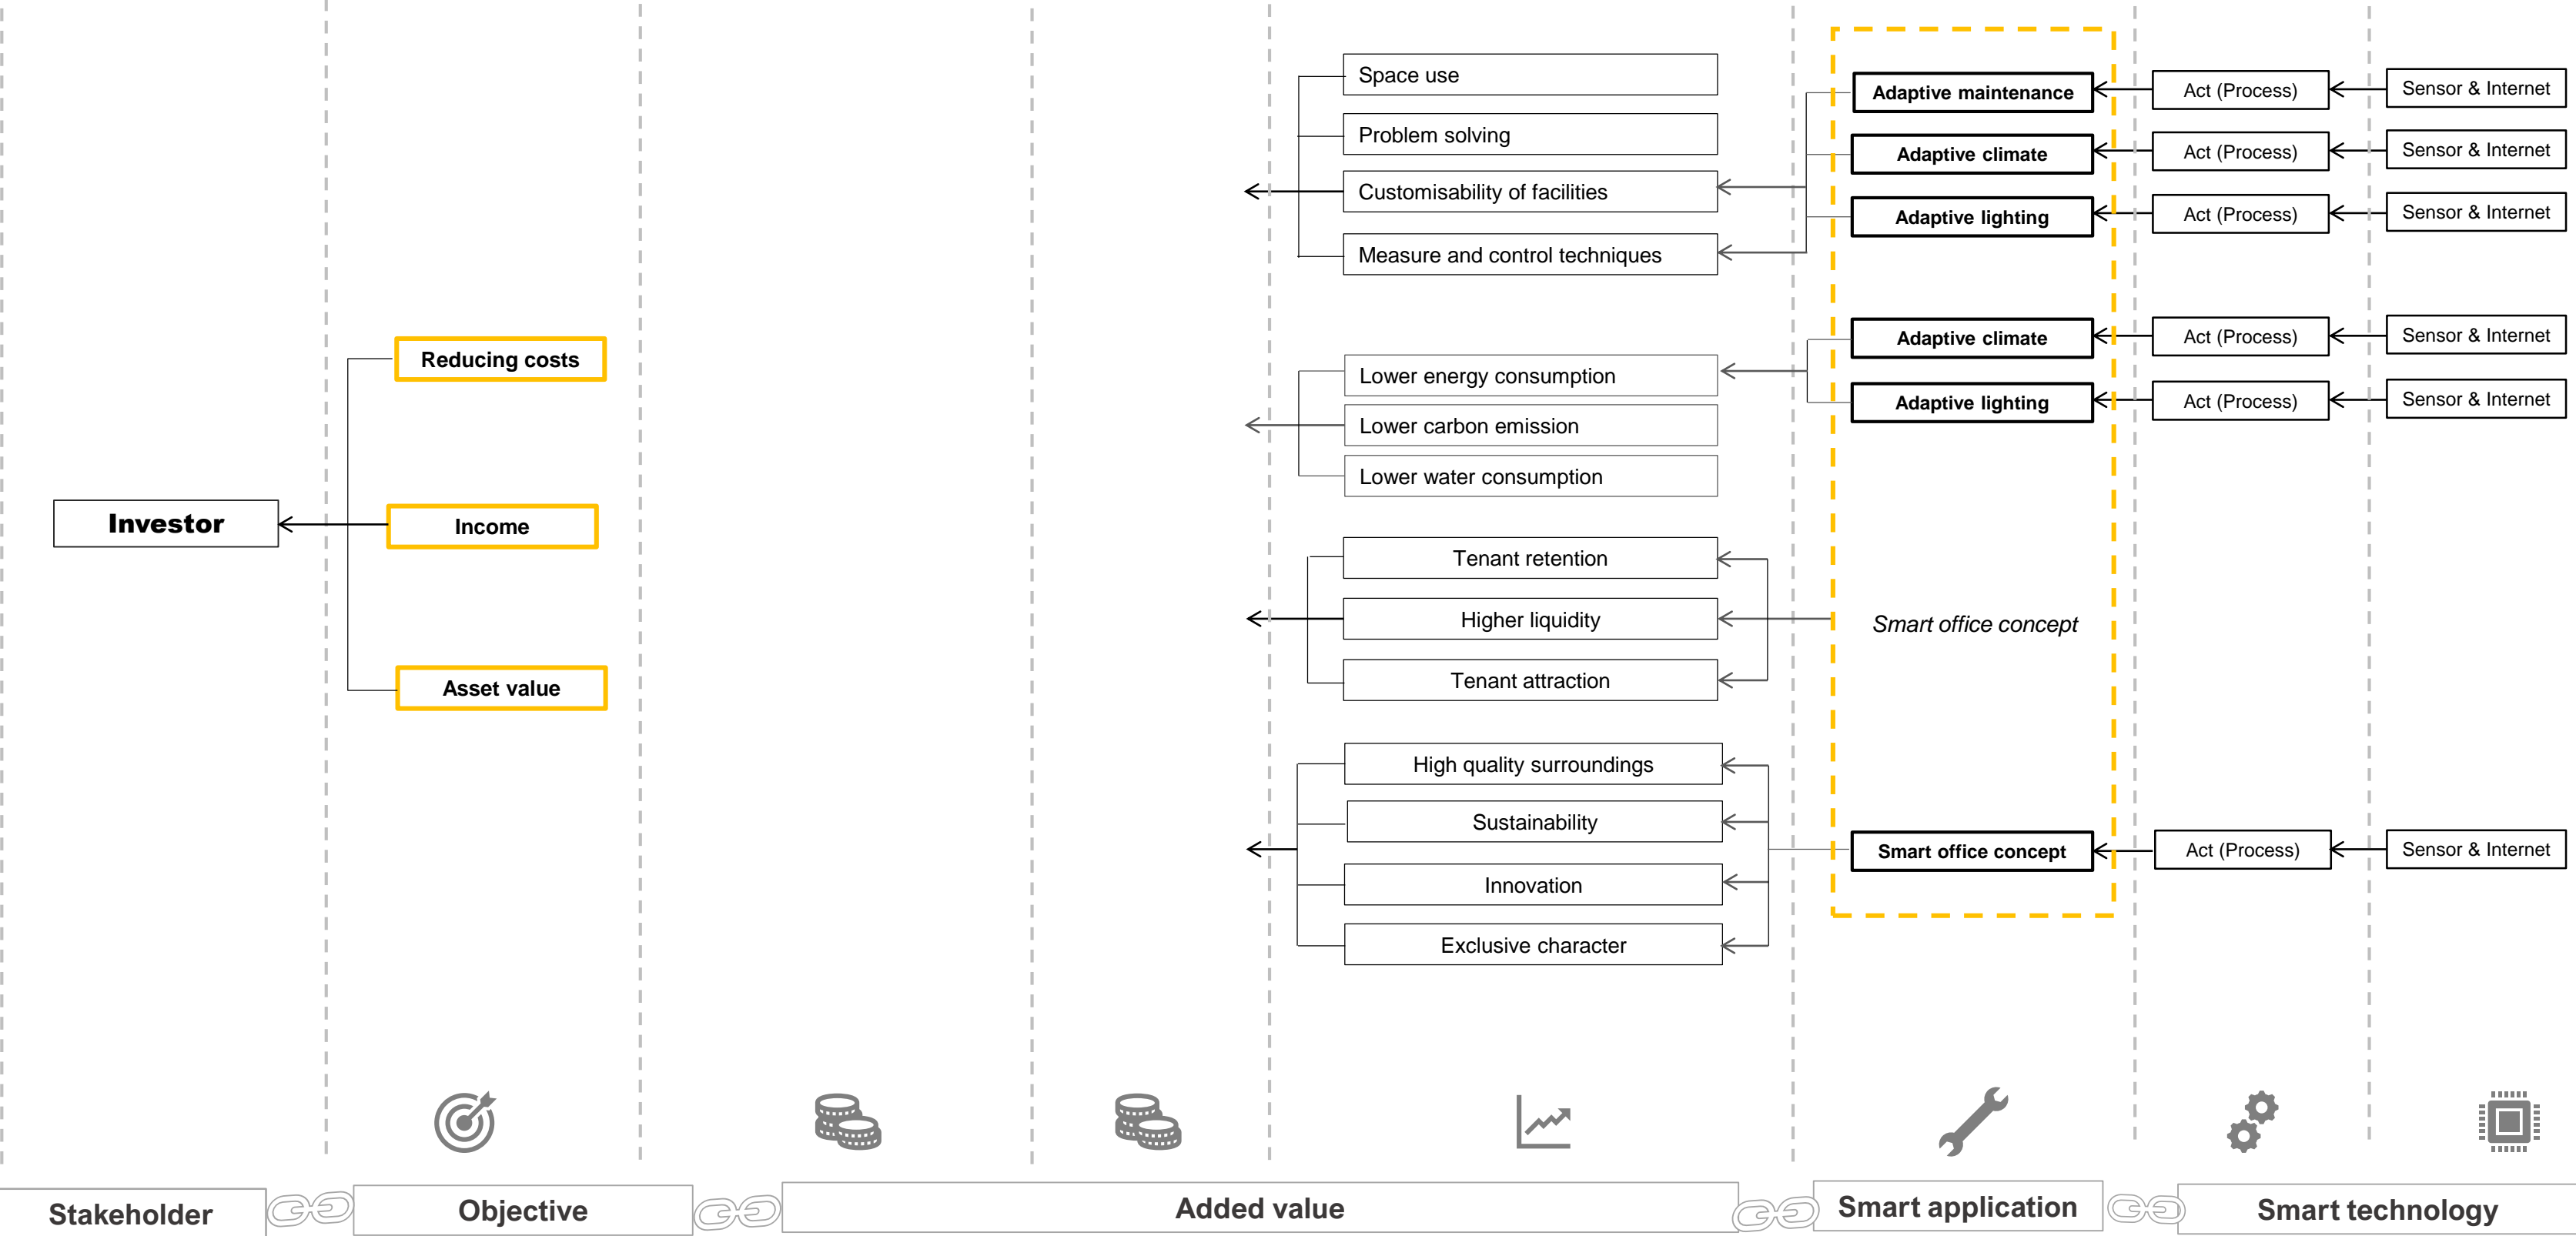 Space use
Adaptive maintenance
Act (Process)
Sensor & Internet
Problem solving
Adaptive climate
Act (Process)
Sensor & Internet
Customisability of facilities
Adaptive lighting
Act (Process)
Sensor & Internet
Measure and control techniques
Adaptive climate
Act (Process)
Sensor & Internet
Reducing costs
Lower energy consumption
Adaptive lighting
Act (Process)
Sensor & Internet
Lower carbon emission
Lower water consumption
Investor
Income
Tenant retention
Higher liquidity
Smart office concept
Asset value
Tenant attraction
High quality surroundings
Sustainability
Smart office concept
Act (Process)
Sensor & Internet
Innovation
Exclusive character
Stakeholder
Objective
Added value
Smart application
Smart technology